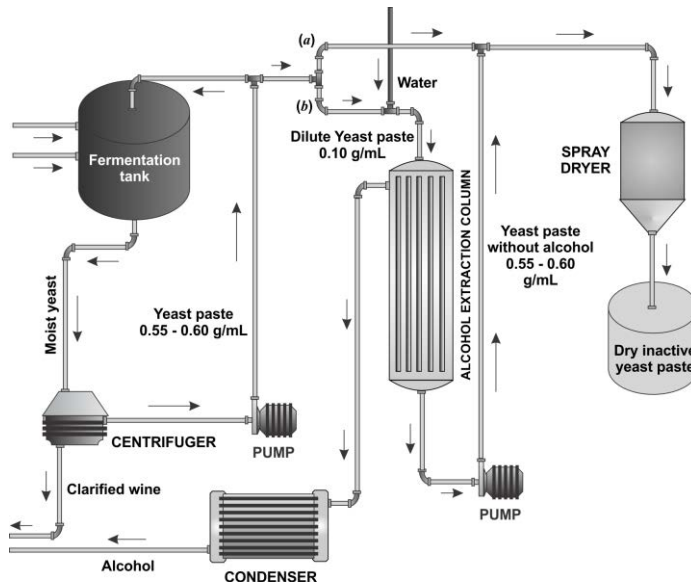 (a)
Water
(b)
Fermentation
tank
Dilute Yeast paste
0.10 g/mL
SPRAY
DRYER
ALCOHOL EXTRACTION COLUMN
Yeast paste
without alcohol
0.55 - 0.60
g/mL
Moist yeast
Yeast paste
0.55 - 0.60 g/mL
Dry inactive
yeast paste
CENTRIFUGER
PUMP
Clarified wine
PUMP
Alcohol
CONDENSER